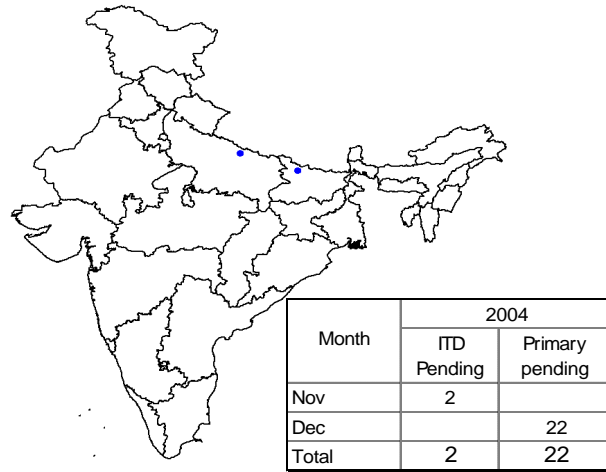 Month 2004
ITD Pending Primary pending
Nov 2
Dec 22
Total 2 22